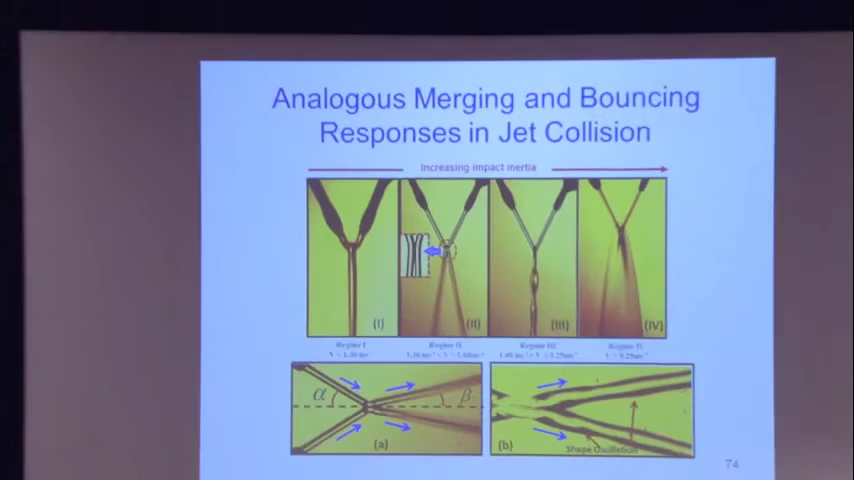 Analogous Merging and Bouncing
Responses in Jet Collision
Increasing impact inertia
(I)
(II)
(III)
(IV)
Regime I
Regime II
Regime III
Regime IV
α
β
(a)
(b)
Shape Oscillation
74